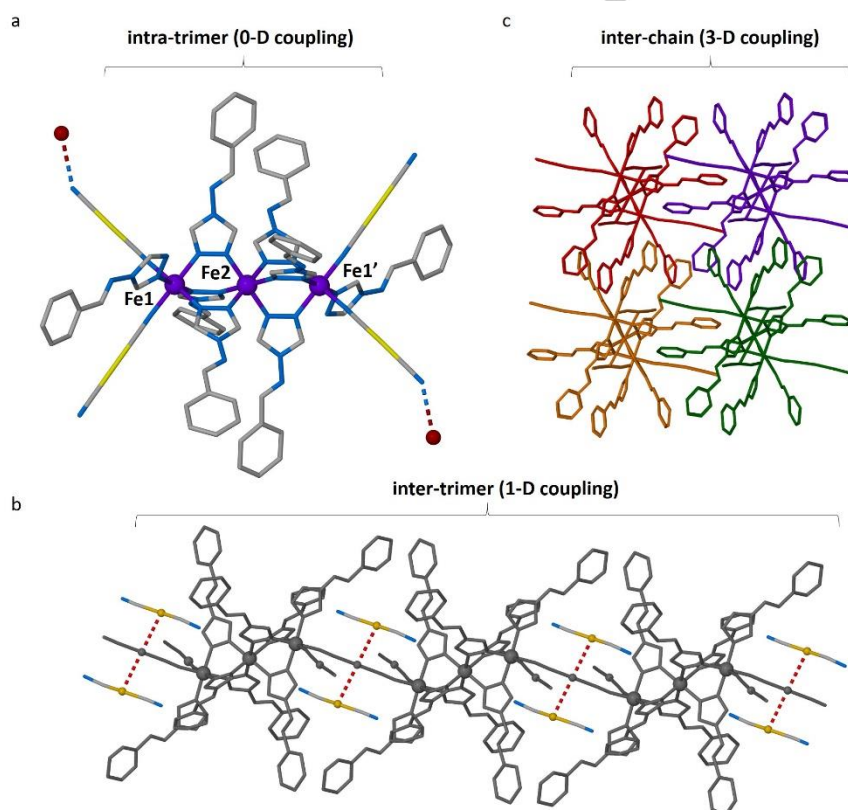 a
intra-trimer (0-D coupling)
Fe1
Fe2
Fe1’
c
inter-chain (3-D coupling)
inter-trimer (1-D coupling)
b